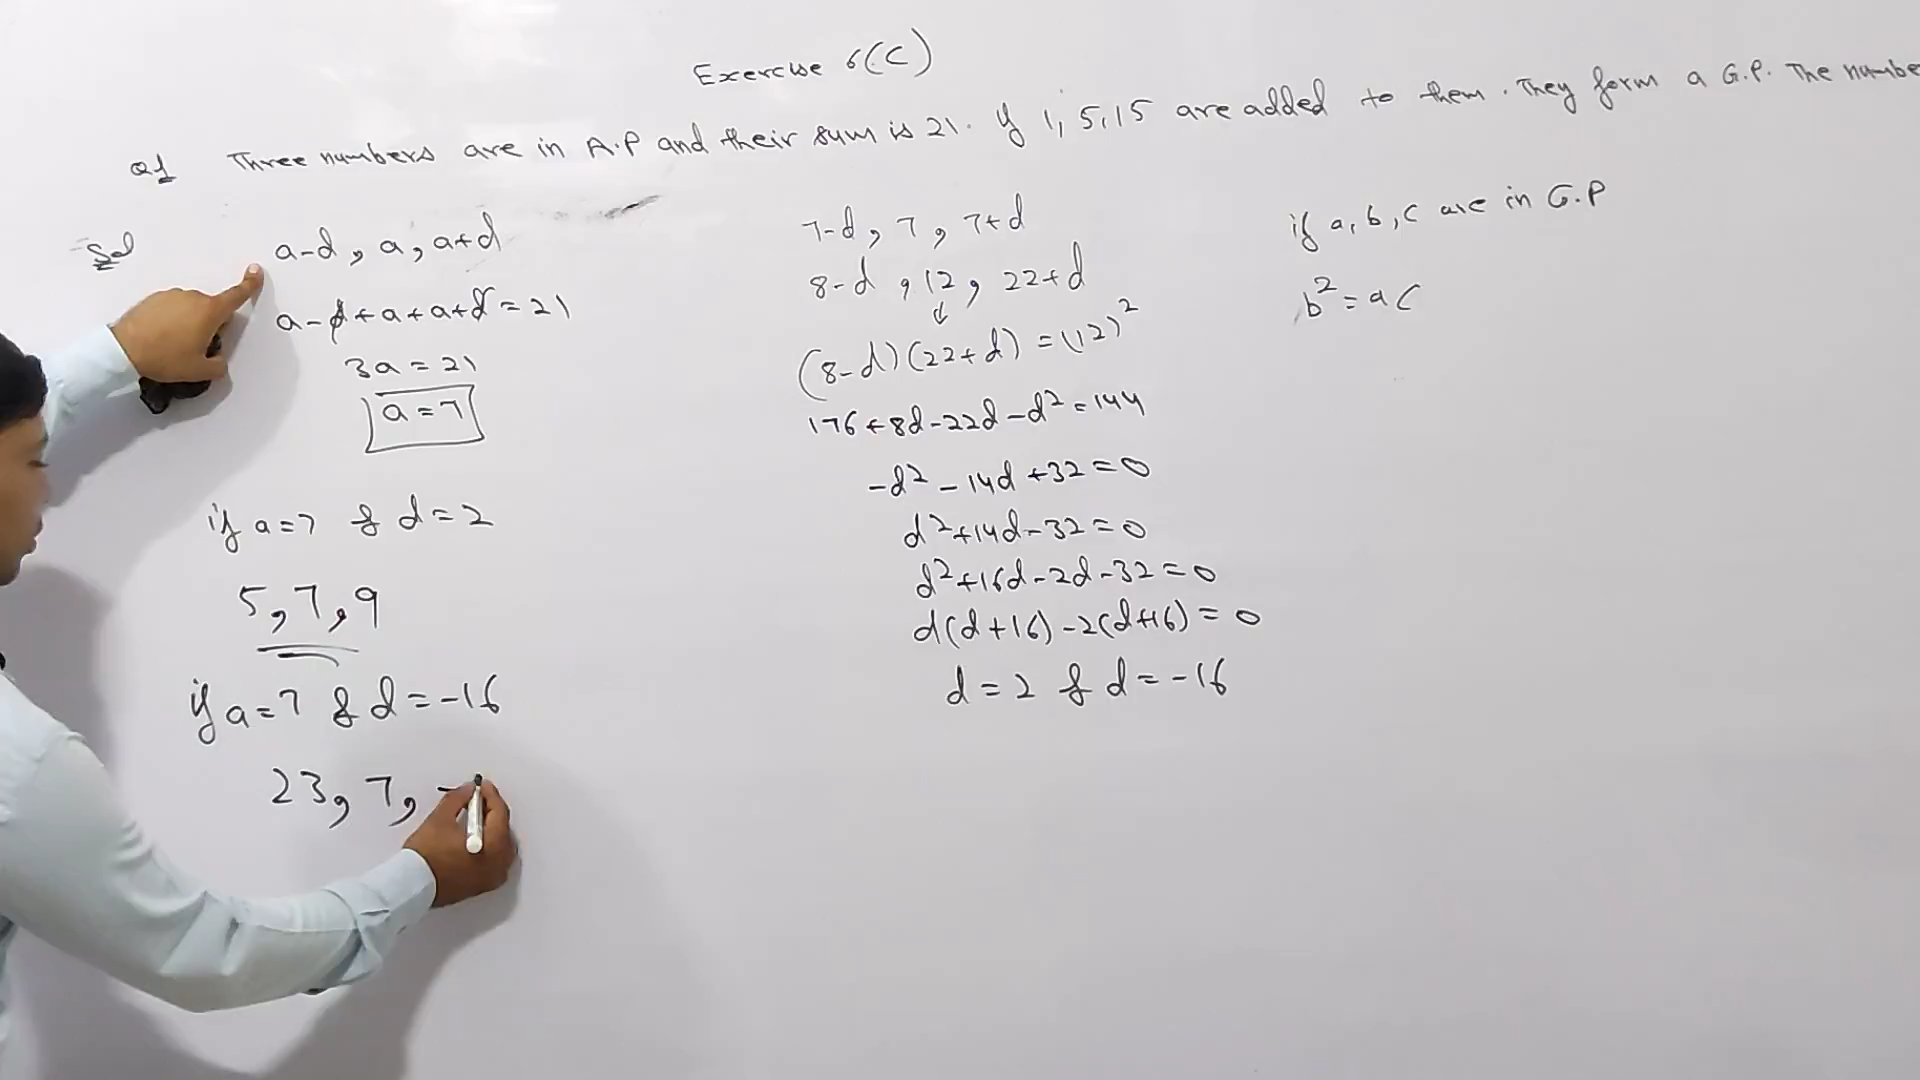 Exercise 6(C)
Q1 Three numbers are in A.P and their sum is 21. If 1, 5, 15 are added to them. They form a G.P. The numbe
Sol
a-d, a, a+d
a-d+a+a+d=21
3a=21
a=7
if a=7 & d=2
5,7,9
if a=7 & d=-16
23,7,-
7-d, 7, 7+d
8-d, 12, 22+d
↓
(8-d)(22+d)=(12)²
176+8d-22d-d²=144
-d²-14d+32=0
d²+14d-32=0
d²+16d-2d-32=0
d(d+16)-2(d+16)=0
d=2 & d=-16
if a, b, c are in G.P
b²=ac